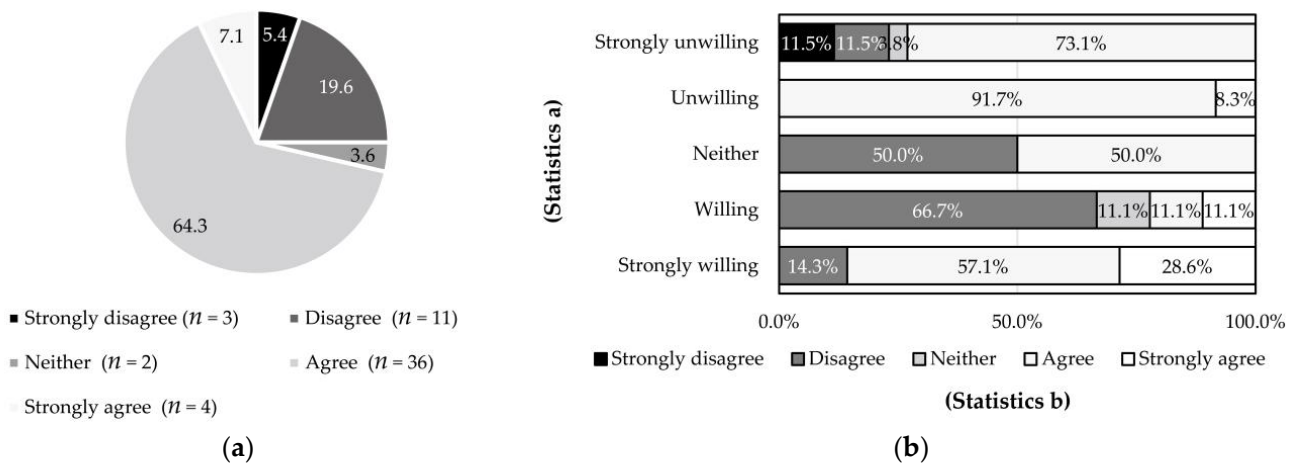 5.4
19.6
3.6
64.3
7.1
■ Strongly disagree (n = 3)
■ Disagree (n = 11)
■ Neither (n = 2)
■ Agree (n = 36)
Strongly agree (n = 4)
(a)
(Statistics a)
Strongly unwilling
11.5% 11.5% 3.8% 73.1%
Unwilling
91.7% 8.3%
Neither
50.0% 50.0%
Willing
66.7% 11.1% 11.1% 11.1%
Strongly willing
14.3% 57.1% 28.6%
0.0% 50.0% 100.0%
■ Strongly disagree ■ Disagree □ Neither □ Agree □ Strongly agree
(Statistics b)
(b)